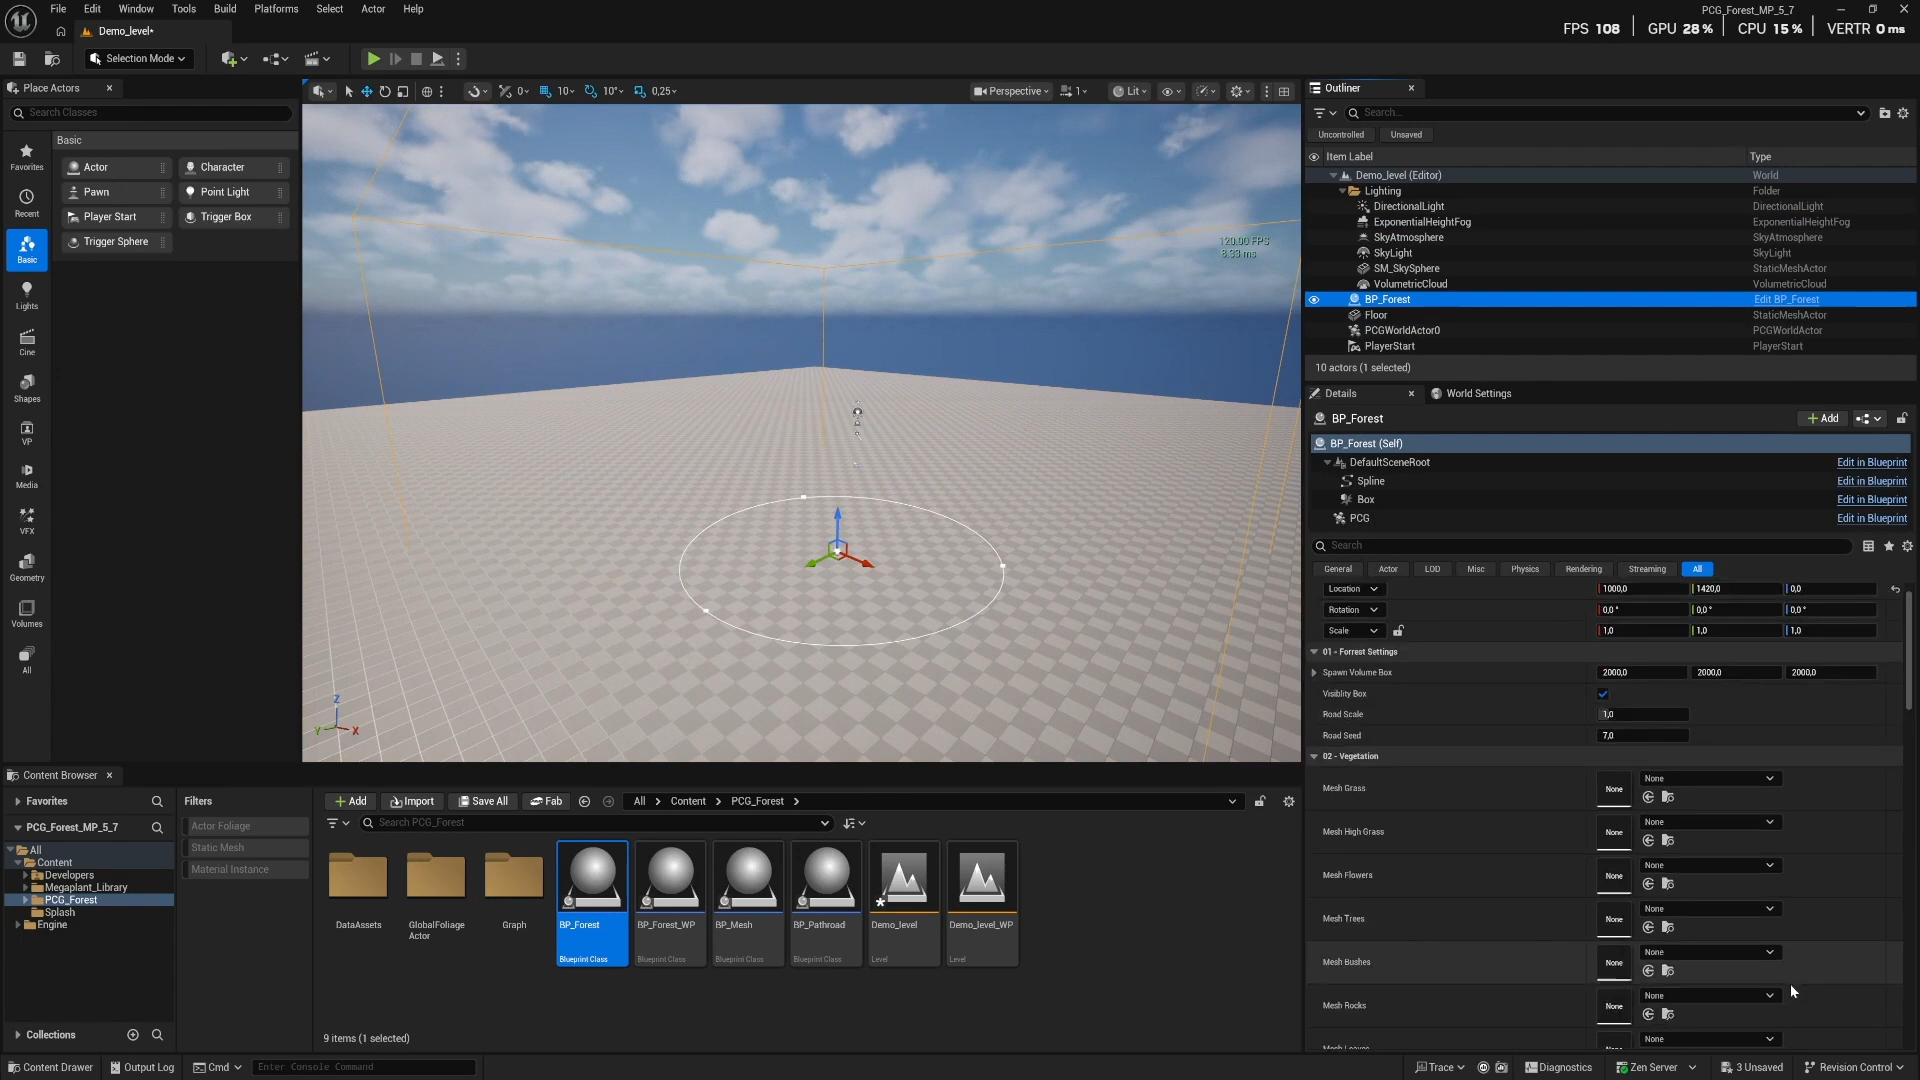 File Edit Window Tools Build Platforms Select Actor Help
PCG_Forest_MP_5_7
Demo_level*
FPS 108 GPU 28 % CPU 15 % VERTR 0 ms
Selection Mode
Place Actors
Search Classes
Basic
Favorites
Recent
Basic
Lights
Cine
Shapes
VP
Media
VFX
Geometry
Volumes
All
Actor Character
Pawn Point Light
Player Start Trigger Box
Trigger Sphere
0 10 10° 0,25
Perspective 1 Lit
120.00 FPS
8.33 ms
Z
Y X
Outliner
Search...
Uncontrolled Unsaved
Item Label Type
Demo_level (Editor) World
Lighting Folder
DirectionalLight DirectionalLight
ExponentialHeightFog ExponentialHeightFog
SkyAtmosphere SkyAtmosphere
SkyLight SkyLight
SM_SkySphere StaticMeshActor
VolumetricCloud VolumetricCloud
BP_Forest Edit BP_Forest
Floor StaticMeshActor
PCGWorldActor0 PCGWorldActor
PlayerStart PlayerStart
10 actors (1 selected)
Details World Settings
BP_Forest
Add
BP_Forest (Self)
DefaultSceneRoot Edit in Blueprint
Spline Edit in Blueprint
Box Edit in Blueprint
PCG Edit in Blueprint
Search
General Actor LOD Misc Physics Rendering Streaming All
Location 1000,0 1420,0 0,0
Rotation 0,0 ° 0,0 ° 0,0 °
Scale 1,0 1,0 1,0
01 - Forrest Settings
Spawn Volume Box 2000,0 2000,0 2000,0
Visiblity Box
Road Scale 1,0
Road Seed 7,0
02 - Vegetation
Mesh Grass None None
Mesh High Grass None None
Mesh Flowers None None
Mesh Trees None None
Mesh Bushes None None
Mesh Rocks None None
Mesh Leaves None None
Content Browser
Favorites
PCG_Forest_MP_5_7
All
Content
Developers
Megaplant_Library
PCG_Forest
Splash
Engine
Collections
Filters
Actor Foliage
Static Mesh
Material Instance
Add Import Save All Fab All Content PCG_Forest
Search PCG_Forest
DataAssets
GlobalFoliage
Actor
Graph
BP_Forest
Blueprint Class
BP_Forest_WP
Blueprint Class
BP_Mesh
Blueprint Class
BP_Pathroad
Blueprint Class
Demo_level
Level
Demo_level_WP
Level
9 items (1 selected)
Content Drawer Output Log Cmd Enter Console Command
Trace Diagnostics Zen Server 3 Unsaved Revision Control